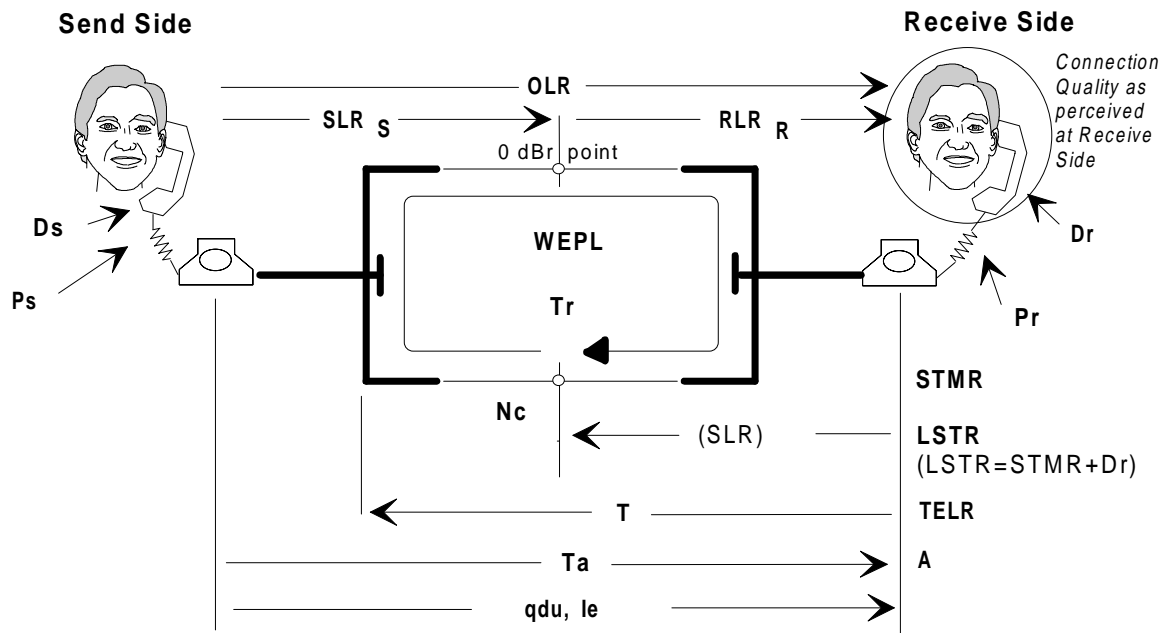 Send Side
Receive Side
Connection
Quality as
perceived
at Receive
Side
OLR
SLR S
RLR R
0 dBr point
Ds
Dr
WEPL
Ps
Pr
Tr
STMR
Nc
(SLR)
LSTR
(LSTR=STMR+Dr)
T
TELR
Ta
A
qdu, Ie